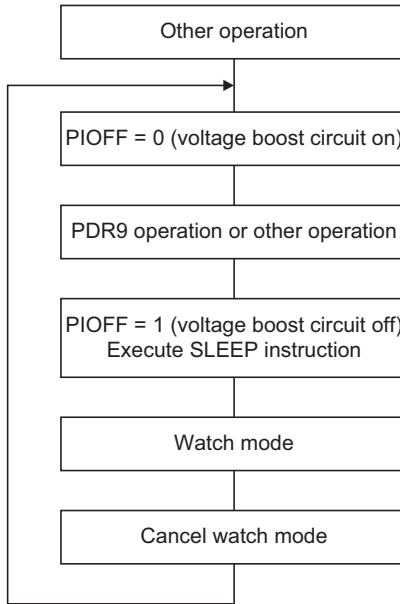 Other operation
PIOFF = 0 (voltage boost circuit on)
PDR9 operation or other operation
PIOFF = 1 (voltage boost circuit off)
Execute SLEEP instruction
Watch mode
Cancel watch mode